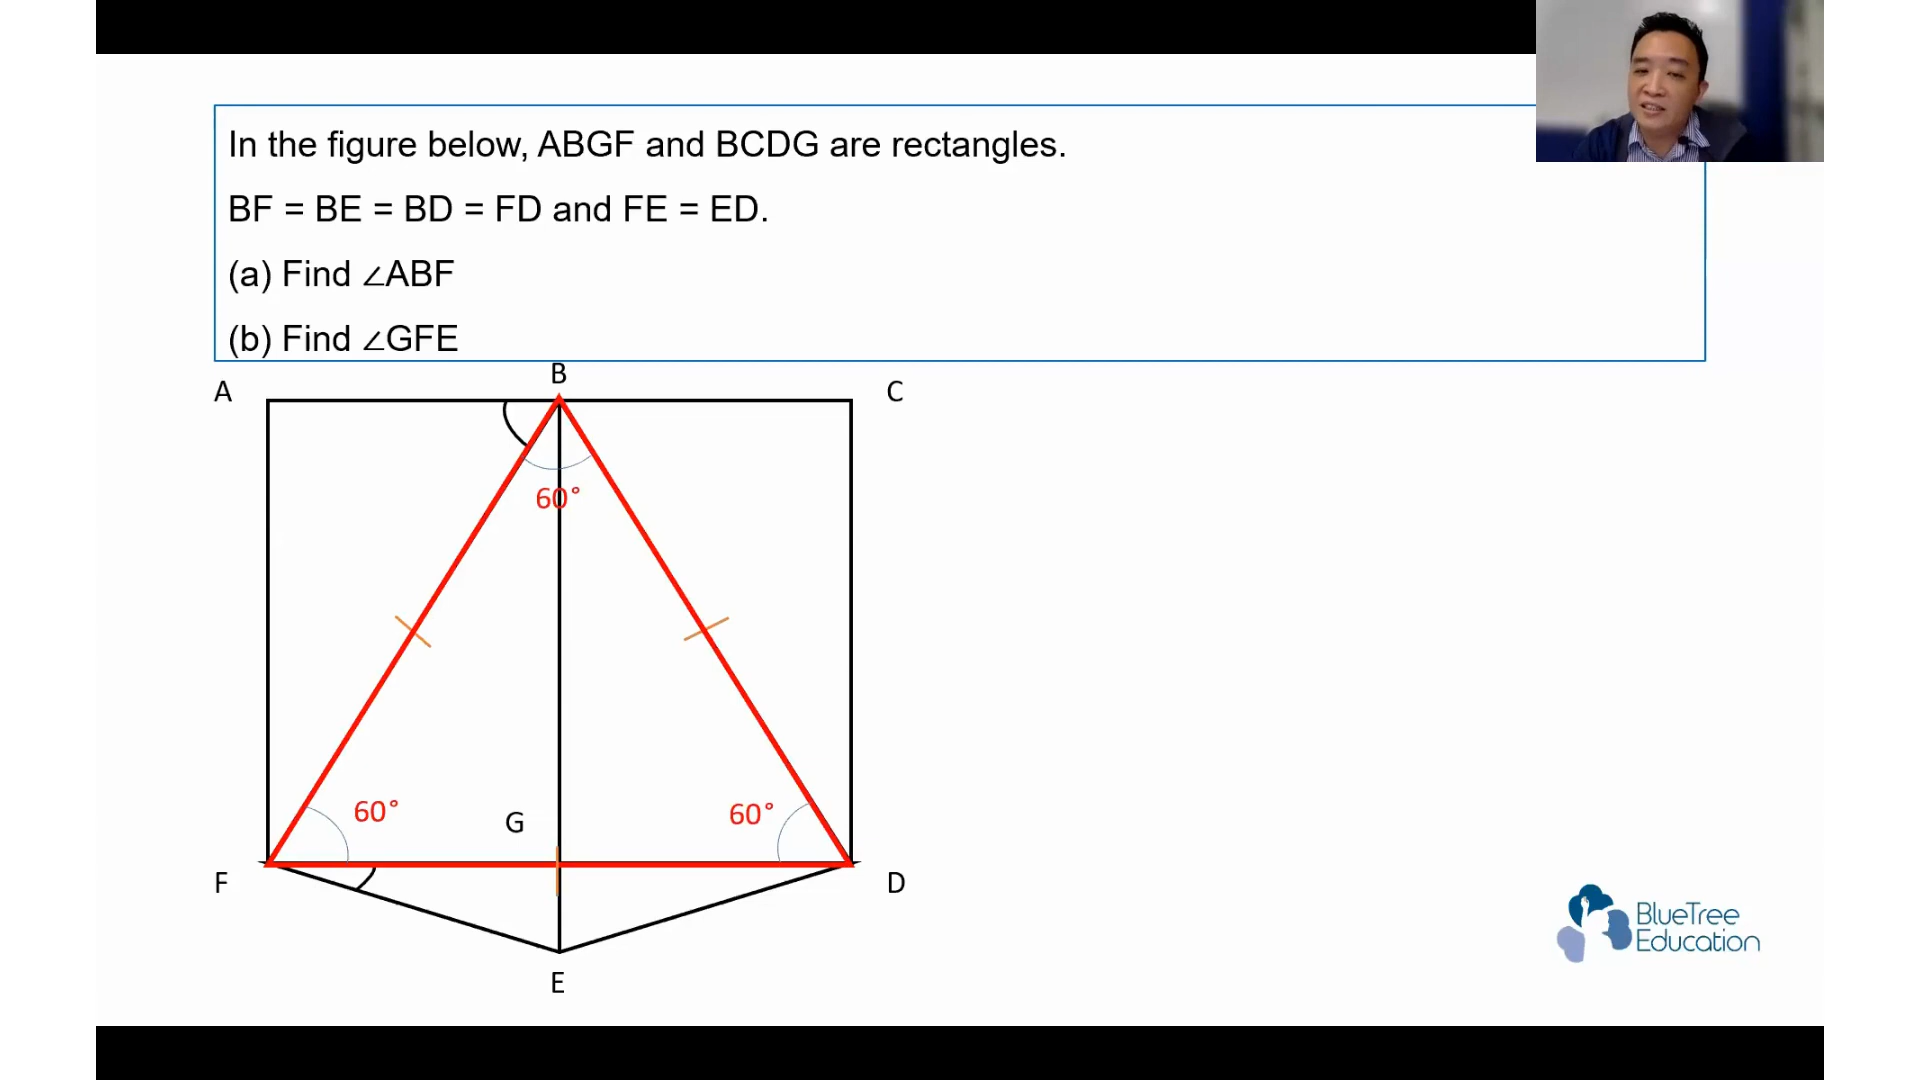 In the figure below, ABGF and BCDG are rectangles.
BF = BE = BD = FD and FE = ED.
(a) Find ∠ABF
(b) Find ∠GFE
A
B
C
60°
60°
G
60°
F
D
E
BlueTree
Education